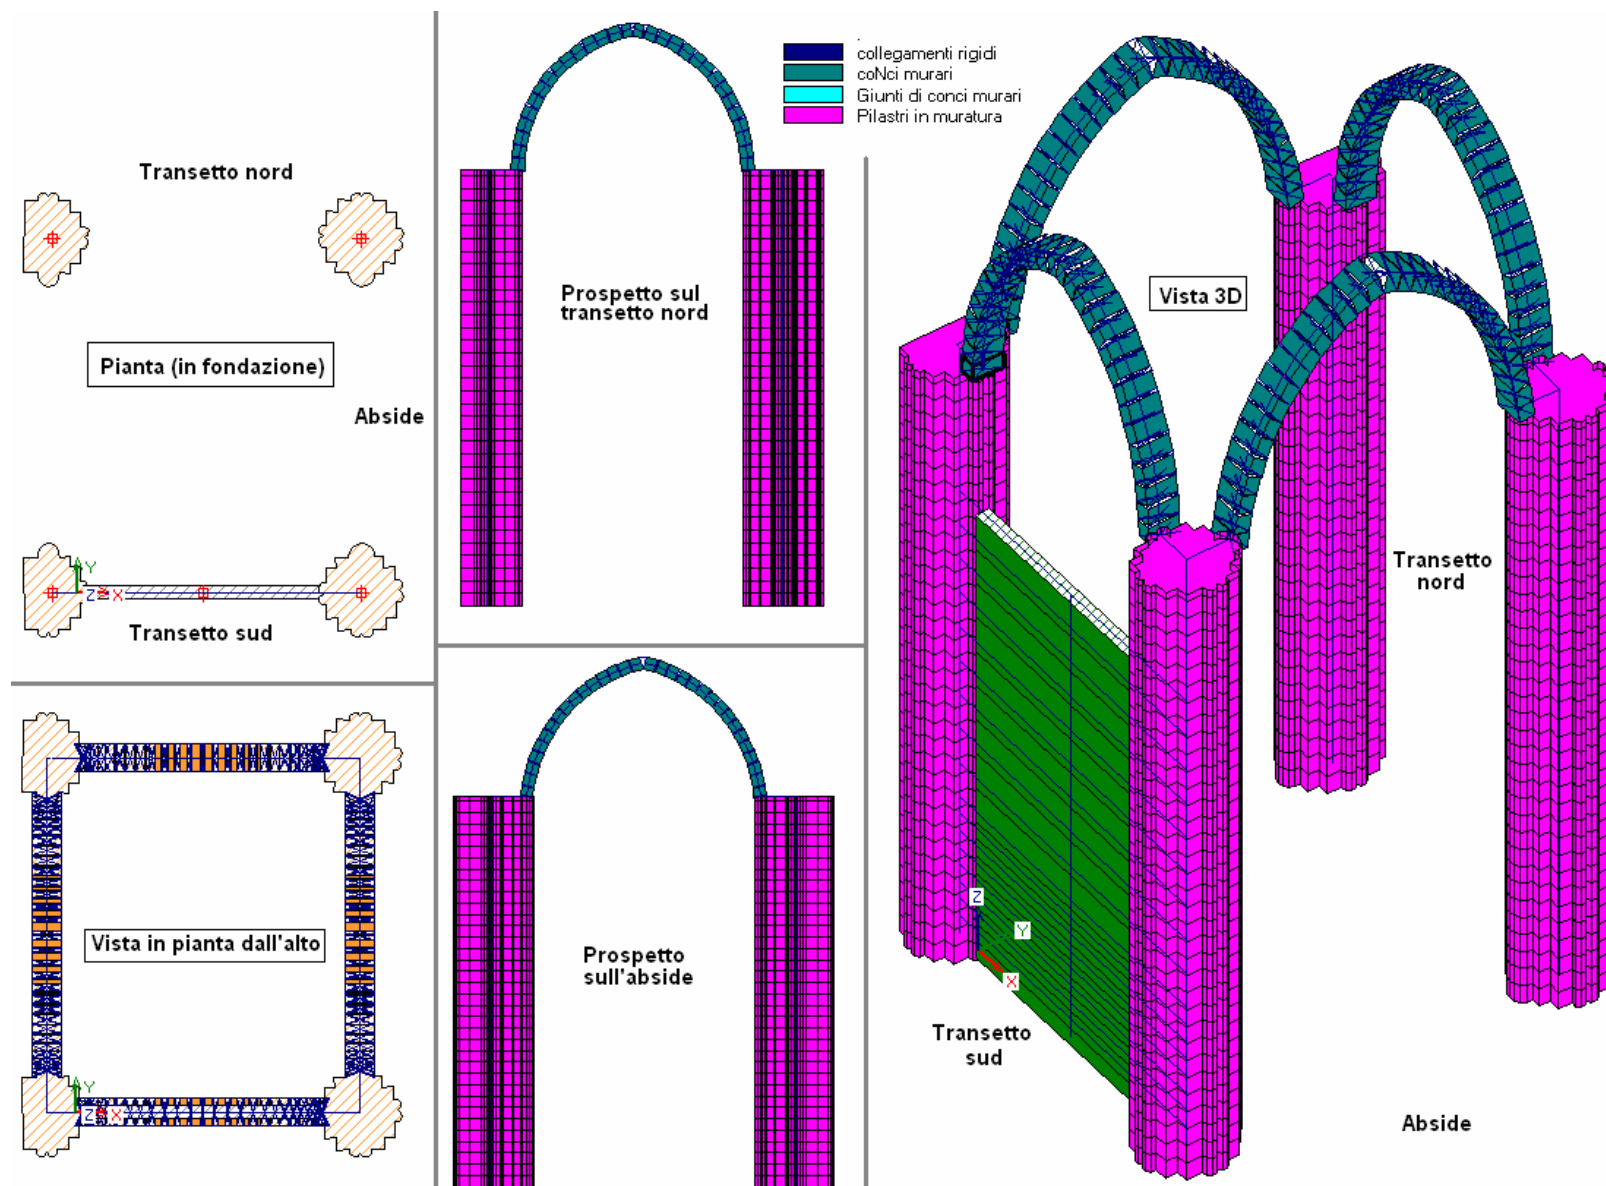 Transetto nord
Pianta (in fondazione)
Abside
Y
Z X
Transetto sud
Vista in pianta dall'alto
Y
Z X
Prospetto sul
transetto nord
Prospetto
sull'abside
collegamenti rigidi
coNci murari
Giunti di conci murari
Pilastri in muratura
Vista 3D
Transetto
nord
Z
Y
X
Transetto
sud
Abside